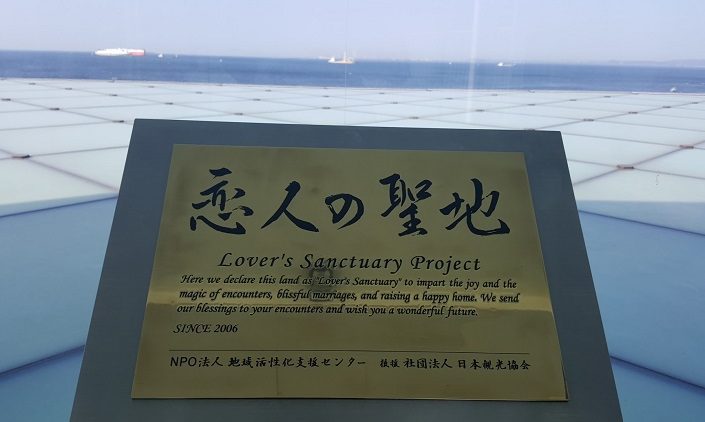 恋人の聖地
Lover's Sanctuary Project
Here we declare this land as "Lover's Sanctuary" to impart the joy and the
magic of encounters, blissful marriages, and raising a happy home. We send
our blessings to your encounters and wish you a wonderful future.
SINCE 2006
NPO法人 地域活性化支援センター 後援 社団法人 日本観光協会